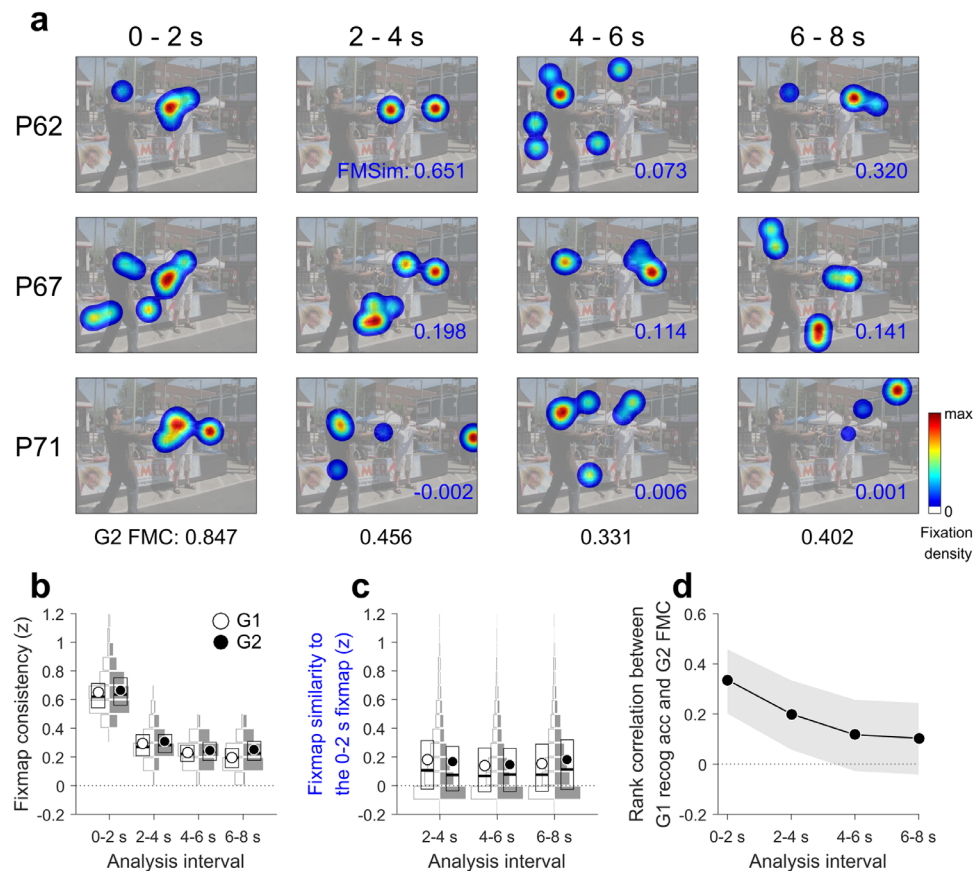 a
0 - 2 s
2 - 4 s
4 - 6 s
6 - 8 s
P62
FMSim: 0.651
0.073
0.320
P67
0.198
0.114
0.141
P71
-0.002
0.006
0.001
max
0
Fixation
density
G2 FMC: 0.847
0.456
0.331
0.402
b
Fixmap consistency (z)
1.2
1.0
0.8
0.6
0.4
0.2
0
-0.2
G1
G2
0-2 s
2-4 s
4-6 s
6-8 s
Analysis interval
c
Fixmap similarity to
the 0-2 s fixmap (z)
1.2
1.0
0.8
0.6
0.4
0.2
0
-0.2
2-4 s
4-6 s
6-8 s
Analysis interval
d
Rank correlation between
G1 recog acc and G2 FMC
0.6
0.4
0.2
0
-0.2
0-2 s
2-4 s
4-6 s
6-8 s
Analysis interval